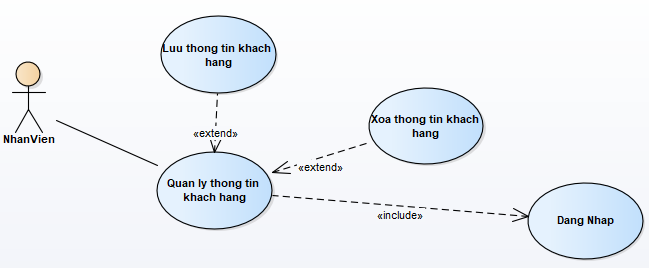 Luu thong tin khach
hang
NhanVien
«extend»
Xoa thong tin khach
hang
«extend»
Quan ly thong tin
khach hang
«include»
Dang Nhap